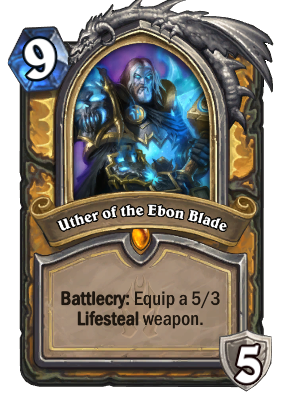 9
Uther of the Ebon Blade
Battlecry: Equip a 5/3
Lifesteal weapon.
5